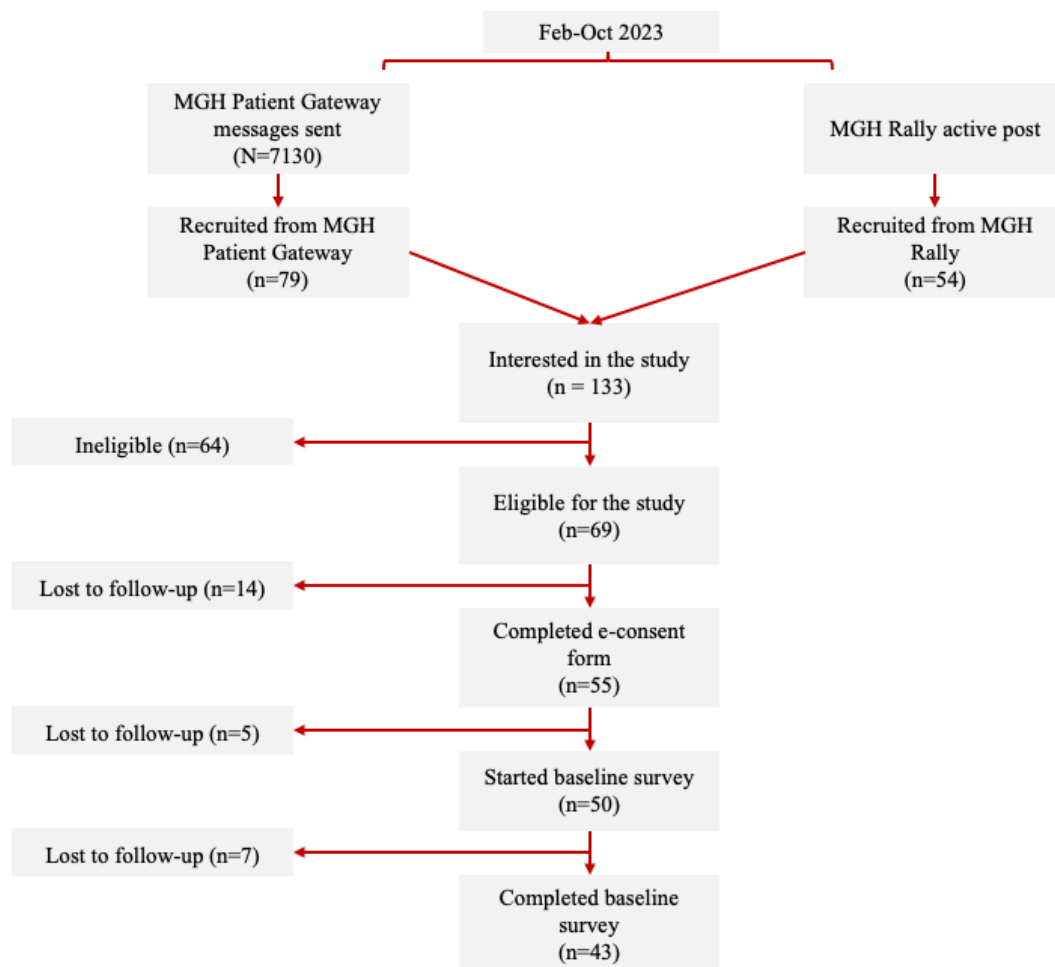 Feb-Oct 2023
MGH Patient Gateway
messages sent
(N=7130)
MGH Rally active post
Recruited from MGH
Patient Gateway
(n=79)
Recruited from MGH
Rally
(n=54)
Interested in the study
(n = 133)
Ineligible (n=64)
Eligible for the study
(n=69)
Lost to follow-up (n=14)
Completed e-consent
form
(n=55)
Lost to follow-up (n=5)
Started baseline survey
(n=50)
Lost to follow-up (n=7)
Completed baseline
survey
(n=43)